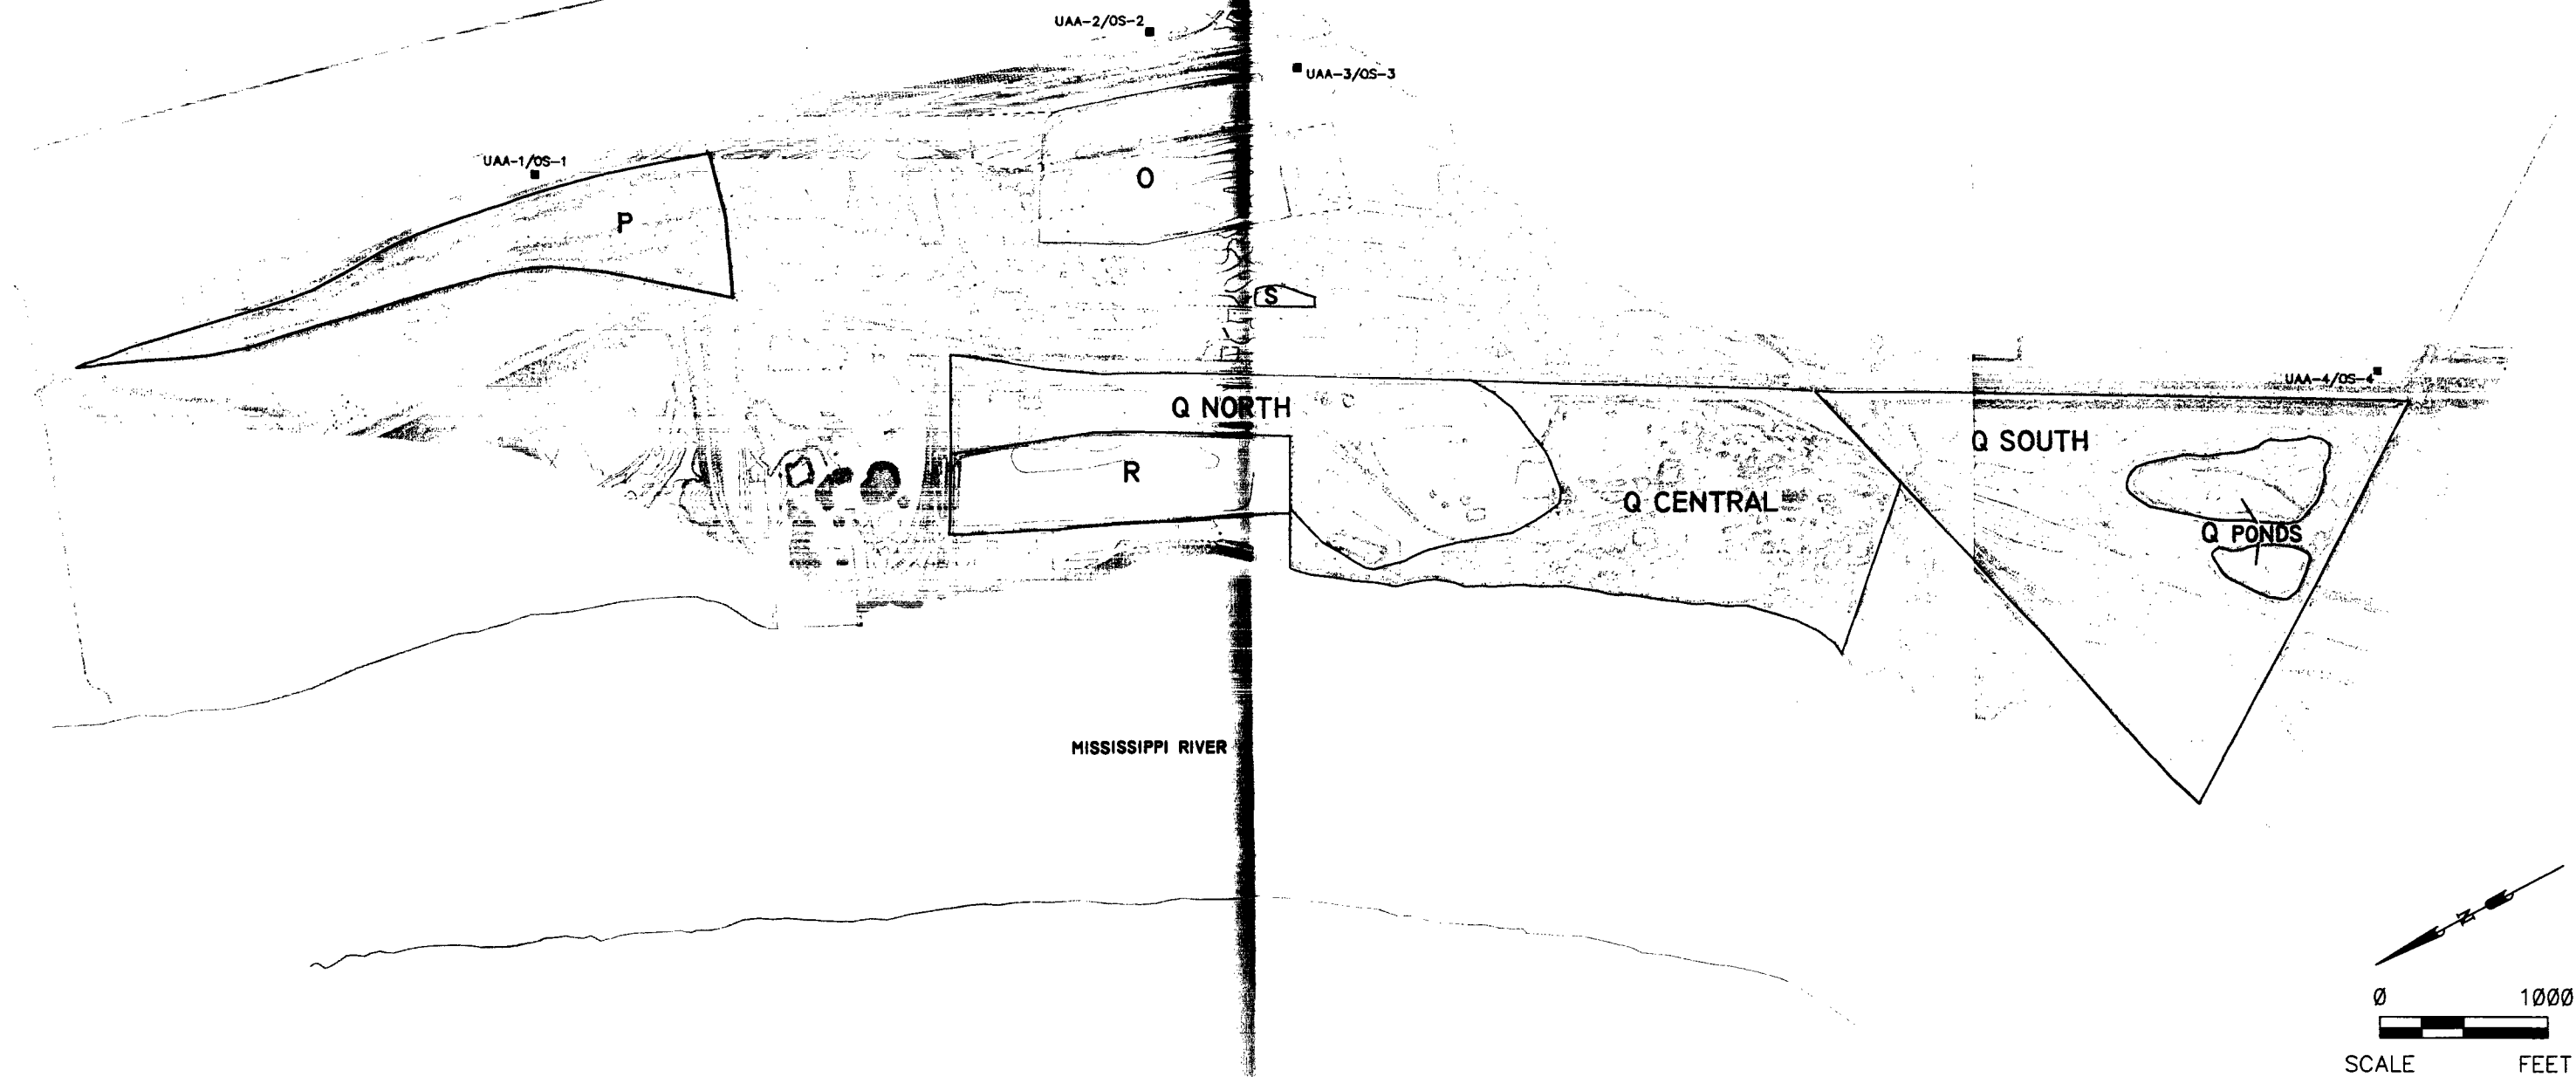 UAA-2/OS-2
UAA-3/OS-3
UAA-1/OS-1
O
P
S
UAA-4/OS-4
Q NORTH
Q SOUTH
R
Q CENTRAL
Q PONDS
MISSISSIPPI RIVER
N
0 1000
SCALE FEET